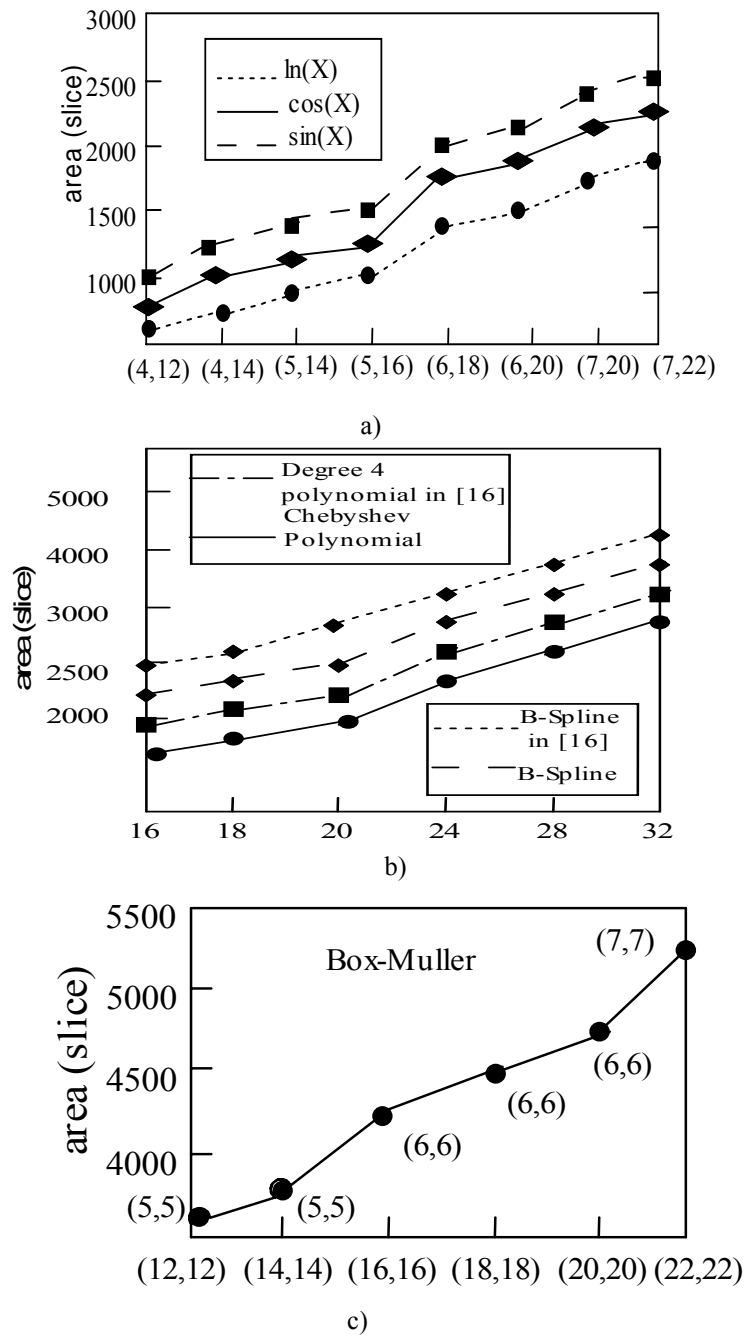 3000
2500
2000
1500
1000
area (slice)
ln(X)
cos(X)
sin(X)
(4,12) (4,14) (5,14) (5,16) (6,18) (6,20) (7,20) (7,22)
a)
5000
4000
3000
2500
2000
area (slice)
Degree 4
polynomial in [16]
Chebyshev
Polynomial
B-Spline
in [16]
B-Spline
16 18 20 24 28 32
b)
5500
5000
4500
4000
area (slice)
Box-Muller
(7,7)
(6,6)
(6,6)
(6,6)
(5,5)
(5,5)
(12,12) (14,14) (16,16) (18,18) (20,20) (22,22)
c)